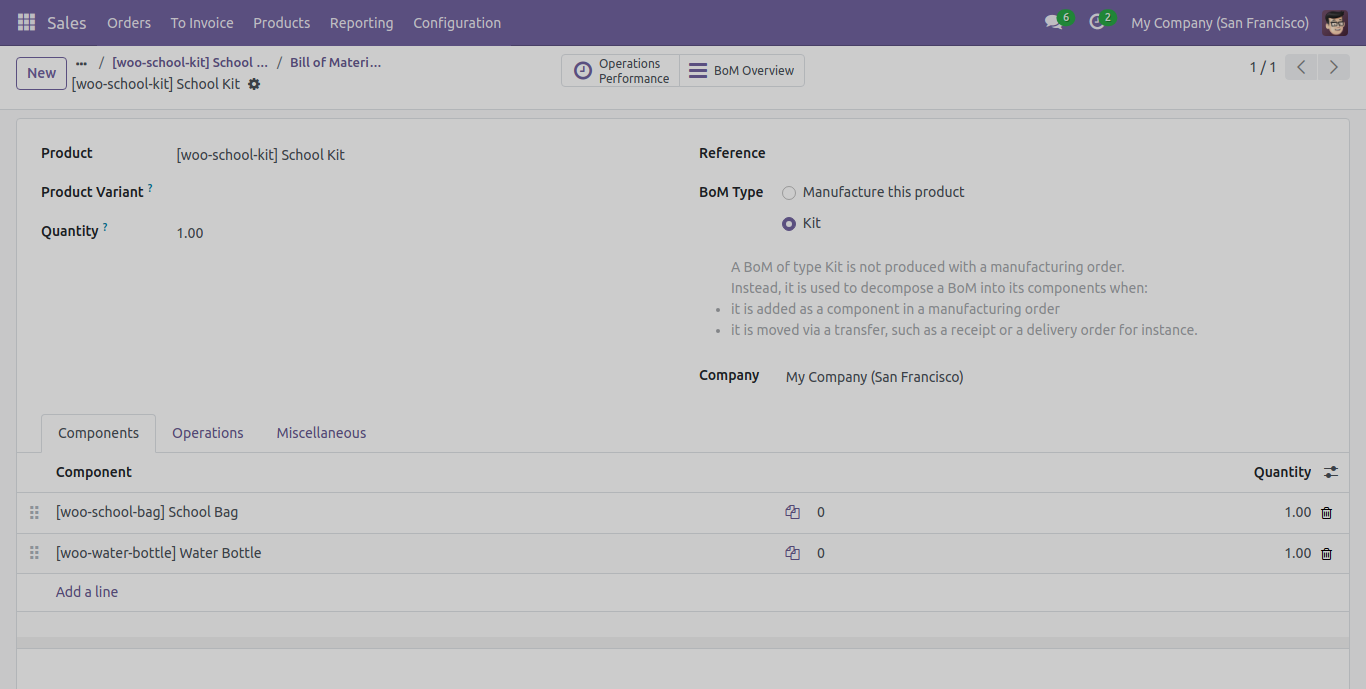 Sales Orders To Invoice Products Reporting Configuration 6 2 My Company (San Francisco)
New ... / [woo-school-kit] School ... / Bill of Materi...
[woo-school-kit] School Kit
Operations
Performance
BoM Overview
1 / 1
Product [woo-school-kit] School Kit
Product Variant ?
Quantity ? 1.00
Reference
BoM Type Manufacture this product
Kit
A BoM of type Kit is not produced with a manufacturing order.
Instead, it is used to decompose a BoM into its components when:
• it is added as a component in a manufacturing order
• it is moved via a transfer, such as a receipt or a delivery order for instance.
Company My Company (San Francisco)
Components Operations Miscellaneous
Component Quantity
[woo-school-bag] School Bag 0 1.00
[woo-water-bottle] Water Bottle 0 1.00
Add a line